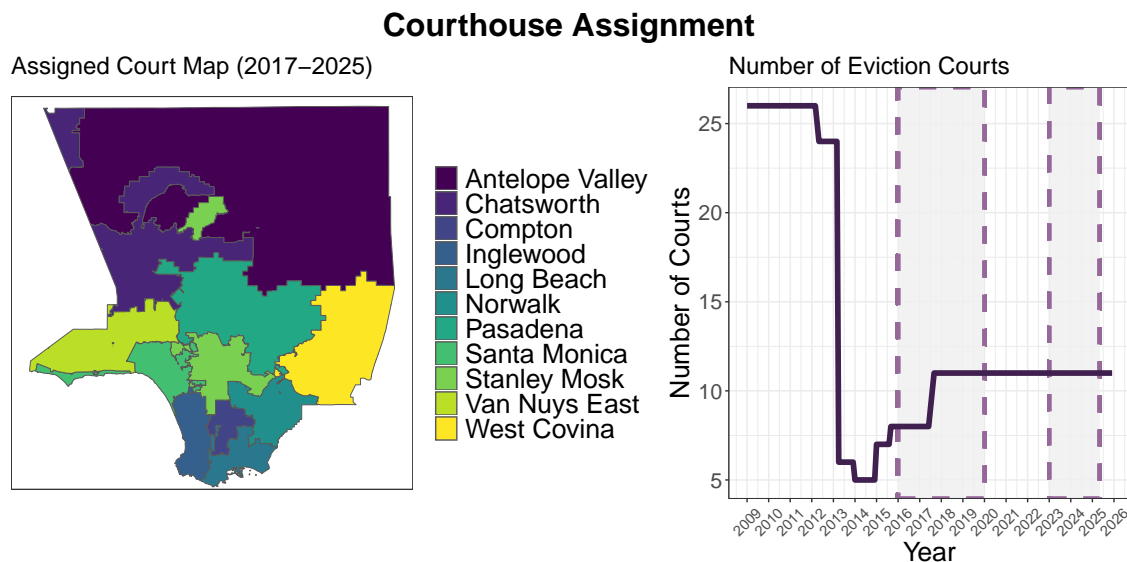 Courthouse Assignment
Assigned Court Map (2017–2025)
Antelope Valley
Chatsworth
Compton
Inglewood
Long Beach
Norwalk
Pasadena
Santa Monica
Stanley Mosk
Van Nuys East
West Covina
Number of Eviction Courts
Number of Courts
25
20
15
10
5
2009
2010
2011
2012
2013
2014
2015
2016
2017
2018
2019
2020
2021
2022
2023
2024
2025
2026
Year